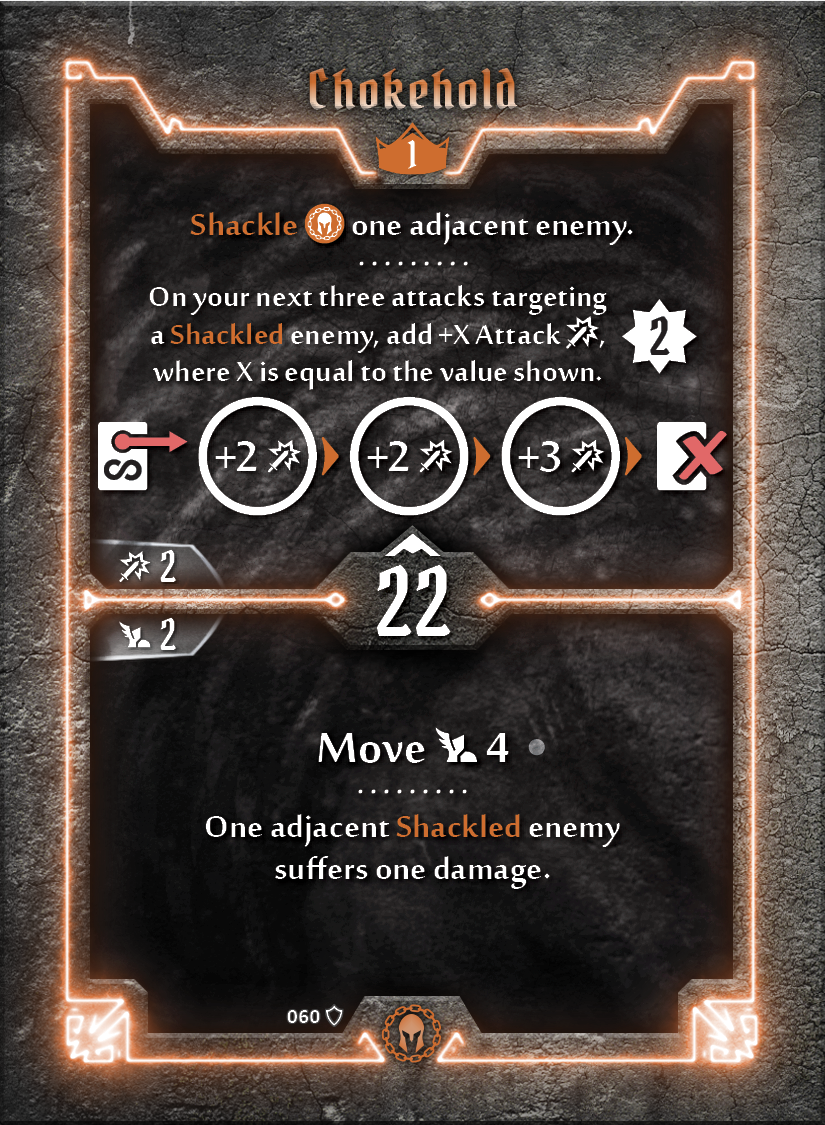 Chokehold
1
Shackle one adjacent enemy.
On your next three attacks targeting
a Shackled enemy, add +X Attack ,
where X is equal to the value shown.
2
+2
+2
+3
2
22
2
Move 4
One adjacent Shackled enemy
suffers one damage.
060